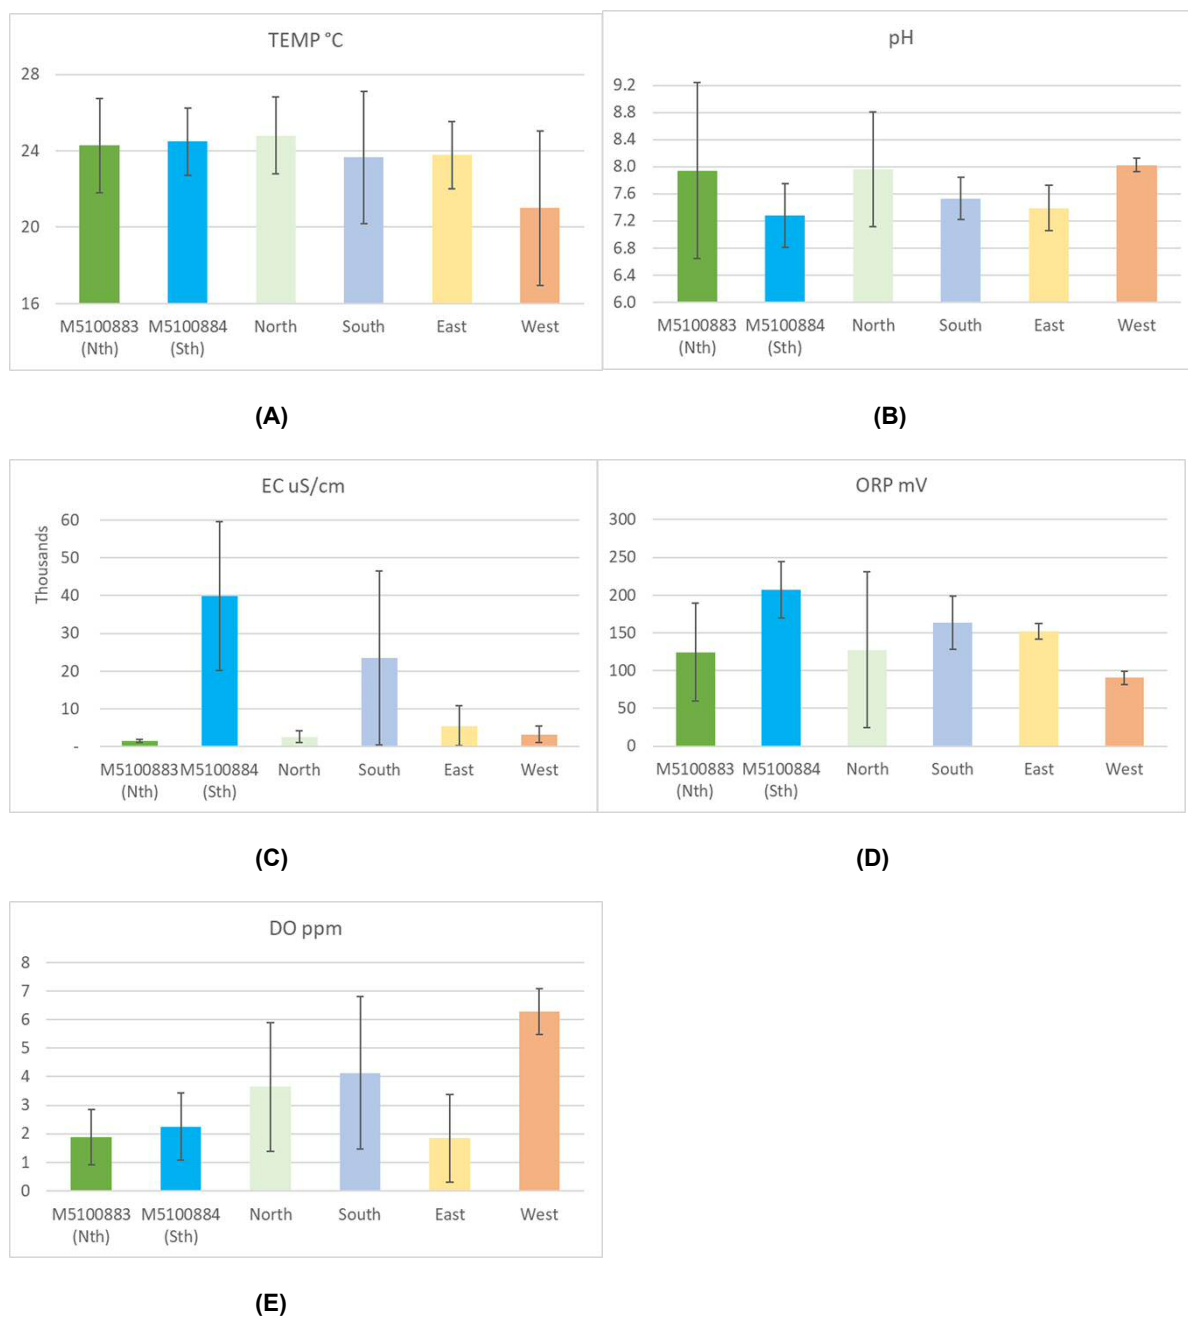 TEMP °C
28
24
20
16
M5100883 M5100884 North South East West
(Nth) (Sth)
(A)
pH
9.2
8.8
8.4
8.0
7.6
7.2
6.8
6.4
6.0
M5100883 M5100884 North South East West
(Nth) (Sth)
(B)
EC uS/cm
Thousands
60
50
40
30
20
10
-
M5100883 M5100884 North South East West
(Nth) (Sth)
(C)
ORP mV
300
250
200
150
100
50
0
M5100883 M5100884 North South East West
(Nth) (Sth)
(D)
DO ppm
8
7
6
5
4
3
2
1
0
M5100883 M5100884 North South East West
(Nth) (Sth)
(E)